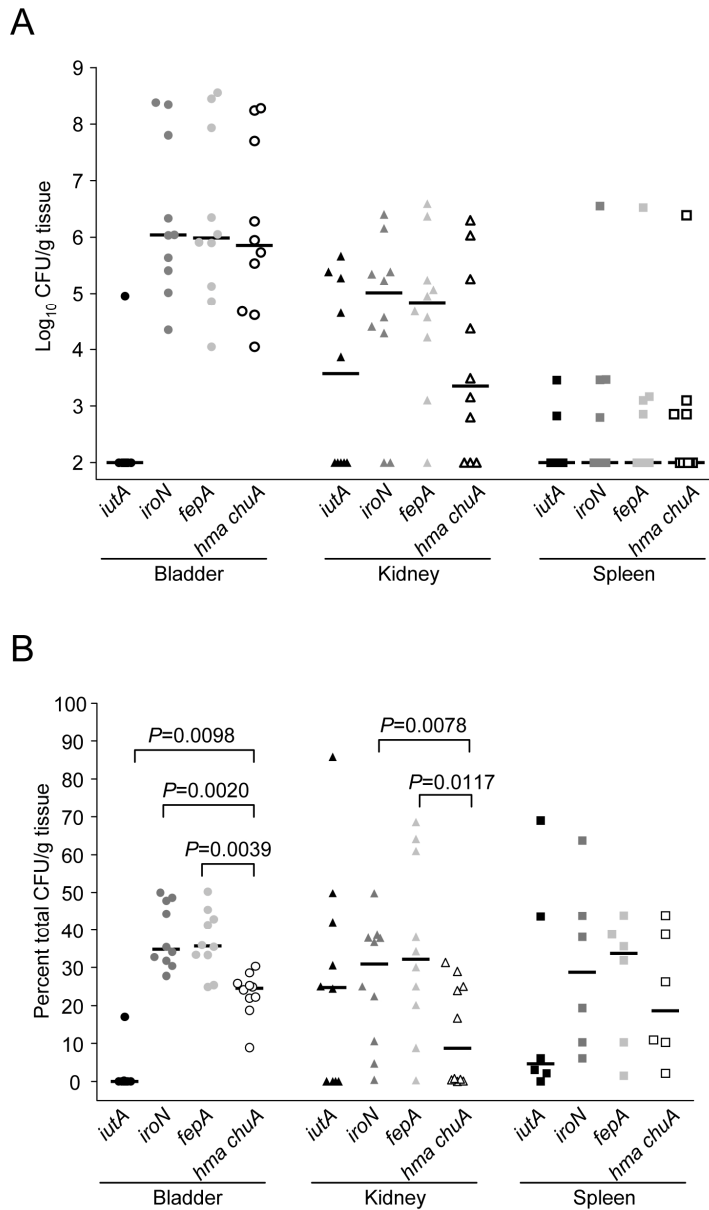 A
9
8
7
6
5
4
3
2
Log10 CFU/g tissue
iutA iroN fepA hma chuA iutA iroN fepA hma chuA iutA iroN fepA hma chuA
Bladder Kidney Spleen
B
100
90
80
70
60
50
40
30
20
10
0
Percent total CFU/g tissue
P=0.0098
P=0.0020
P=0.0039
P=0.0078
P=0.0117
iutA iroN fepA hma chuA iutA iroN fepA hma chuA iutA iroN fepA hma chuA
Bladder Kidney Spleen